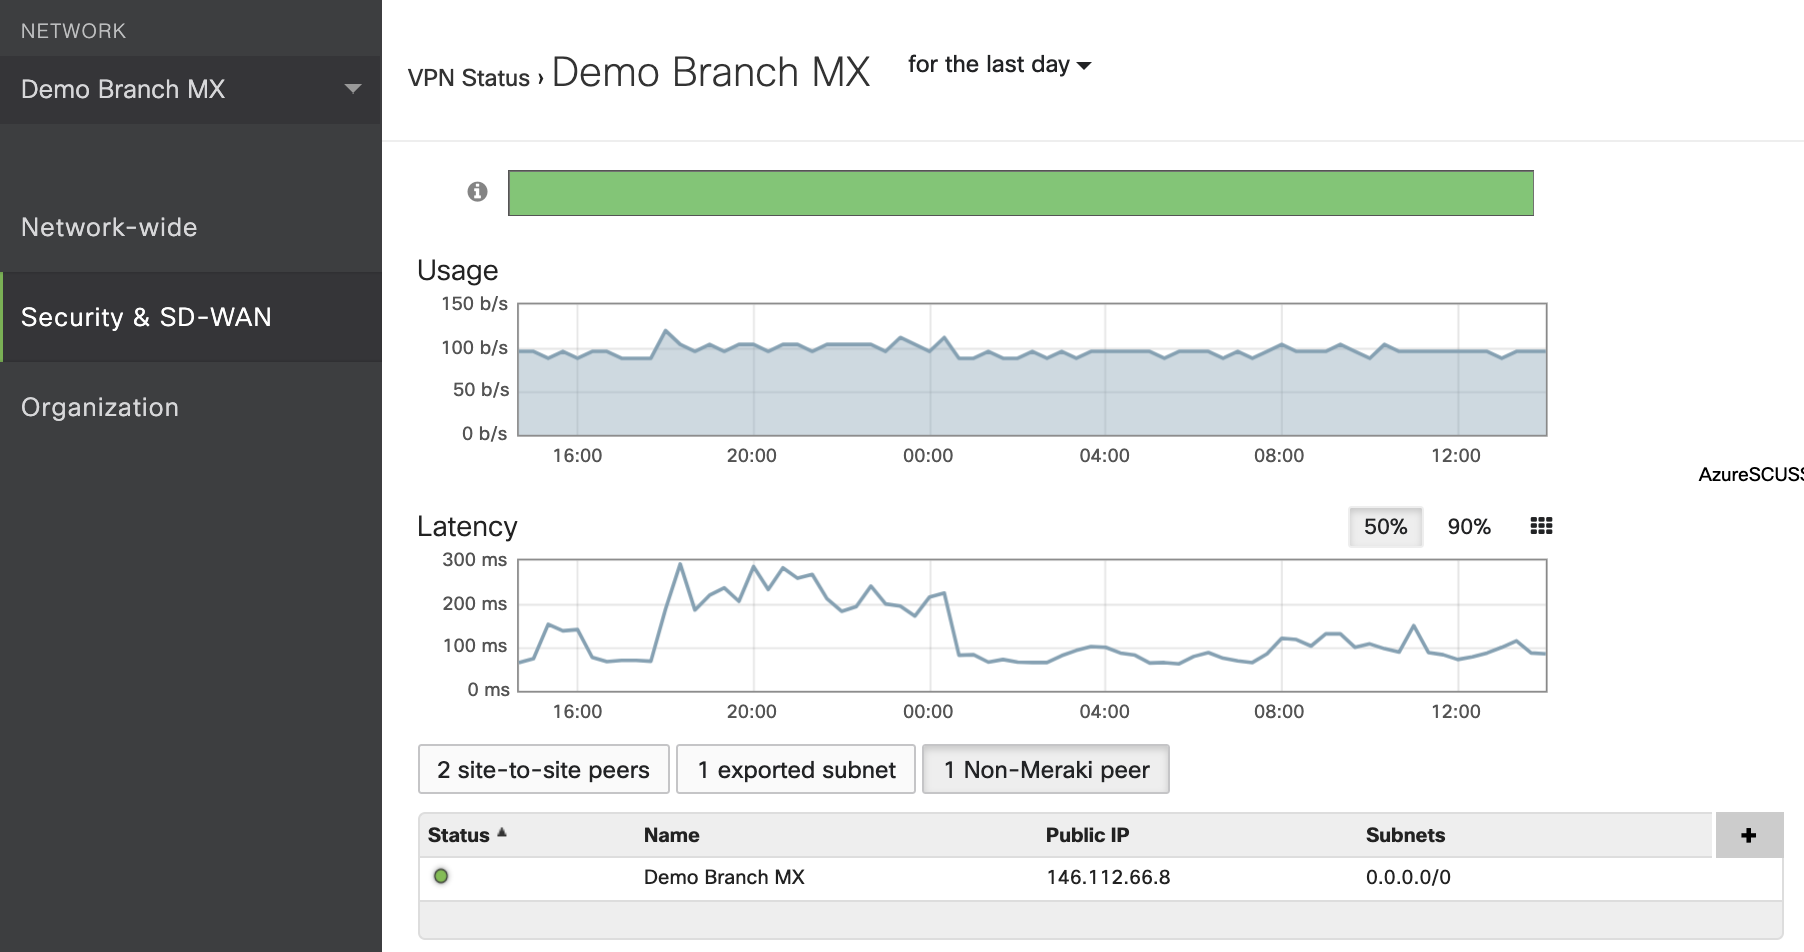 NETWORK
Demo Branch MX
Network-wide
Security & SD-WAN
Organization
VPN Status › Demo Branch MX for the last day
Usage
150 b/s
100 b/s
50 b/s
0 b/s
16:00 20:00 00:00 04:00 08:00 12:00
AzureSCUSS
Latency
50% 90%
300 ms
200 ms
100 ms
0 ms
16:00 20:00 00:00 04:00 08:00 12:00
2 site-to-site peers 1 exported subnet 1 Non-Meraki peer
Status Name Public IP Subnets +
Demo Branch MX 146.112.66.8 0.0.0.0/0